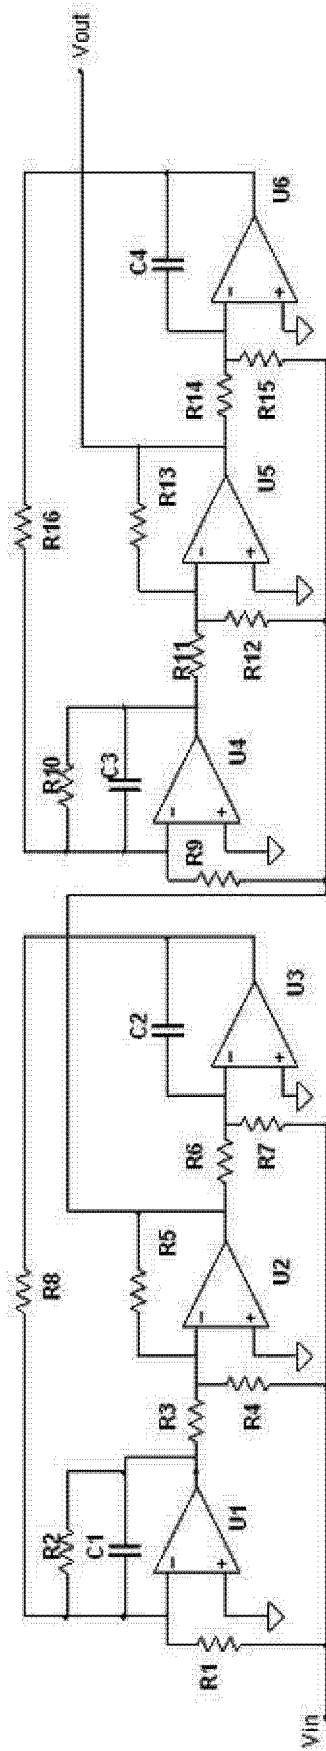 Vin
R1
R2
C1
U1
R8
R3
R4
R5
U2
R6
R7
C2
U3
R9
R10
C3
U4
R16
R11
R12
R13
U5
R14
R15
C4
U6
Vout
- + 
- +
- +
- +
- +
- +